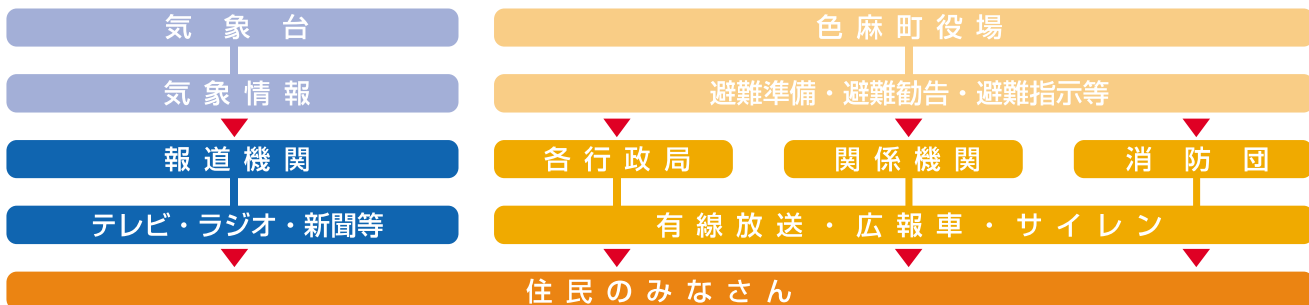 気象台
色麻町役場
気象情報
避難準備・避難勧告・避難指示等
報道機関
各行政局
関係機関
消防団
テレビ・ラジオ・新聞等
有線放送・広報車・サイレン
住民のみなさん